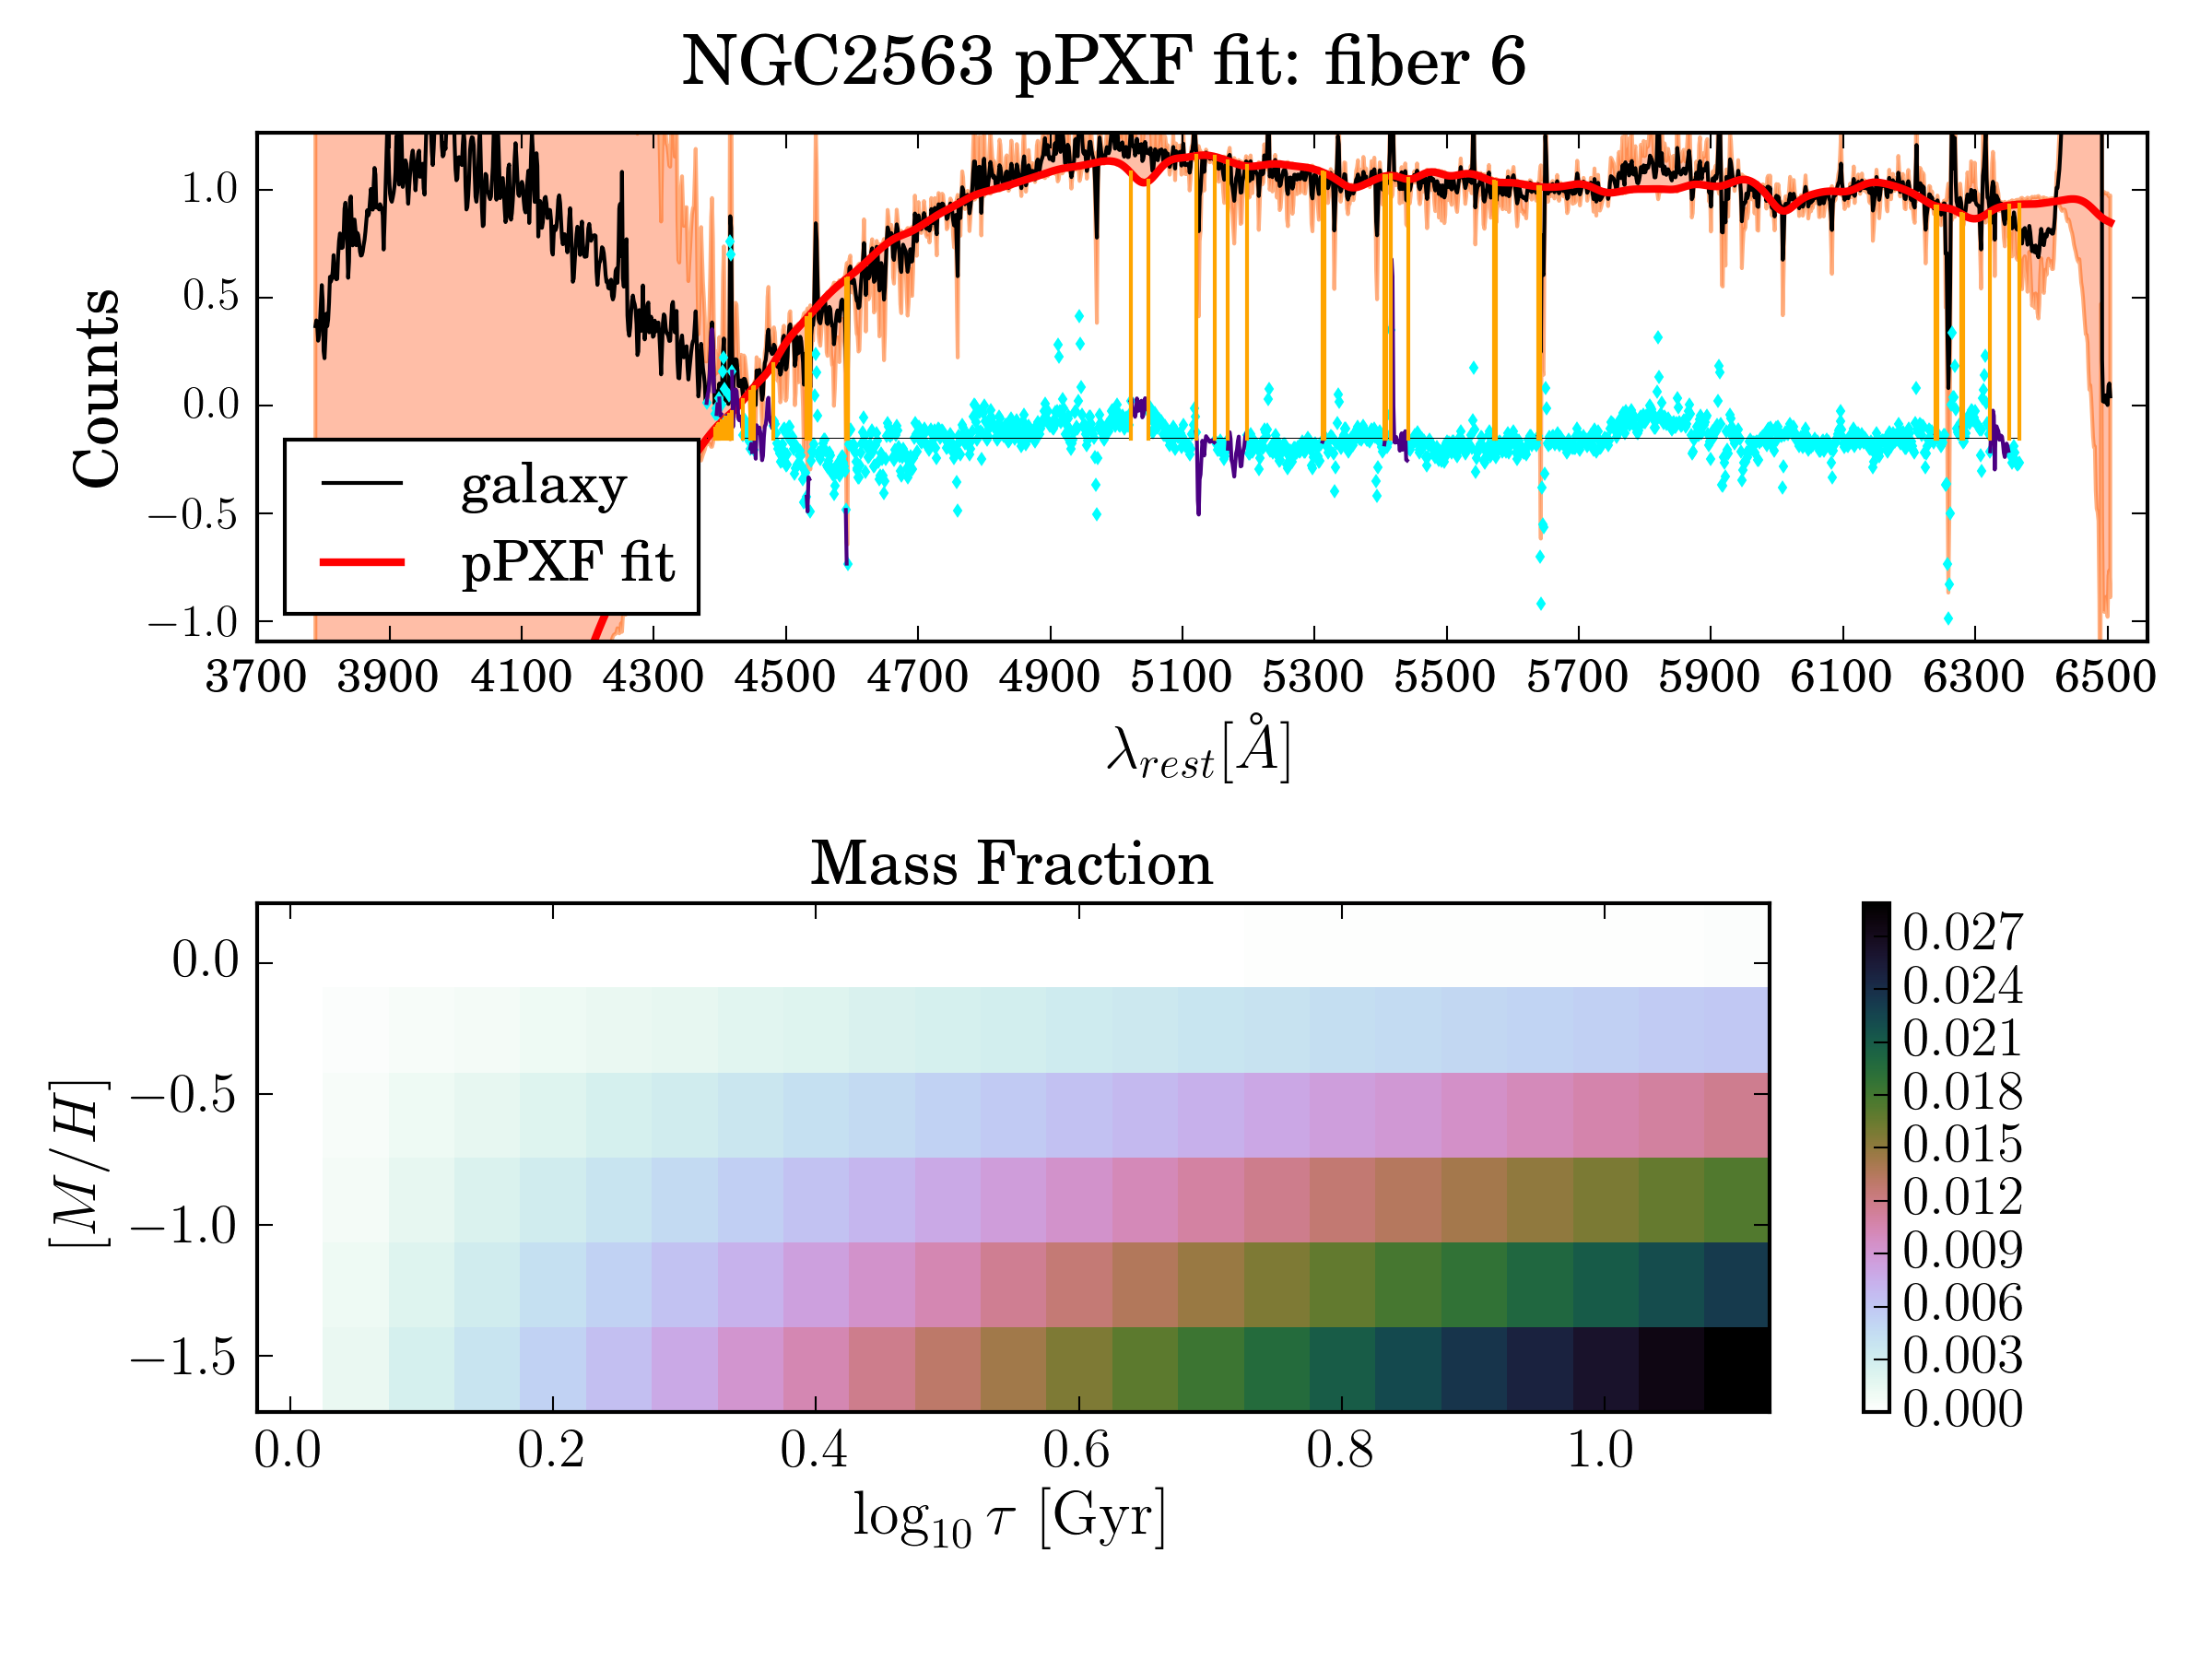 NGC2563 pPXF fit: fiber 6
Counts
1.0
0.5
0.0
−0.5
−1.0
galaxy
pPXF fit
3700 3900 4100 4300 4500 4700 4900 5100 5300 5500 5700 5900 6100 6300 6500
λrest[Å]
Mass Fraction
[M/H]
0.0
−0.5
−1.0
−1.5
0.0 0.2 0.4 0.6 0.8 1.0
log10 τ [Gyr]
0.027
0.024
0.021
0.018
0.015
0.012
0.009
0.006
0.003
0.000